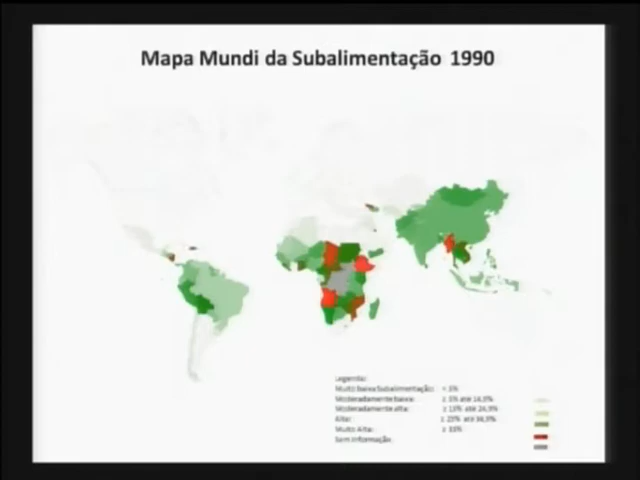 Mapa Mundi da Subalimentação 1990
Legenda:
Muito baixa Subalimentação: < 5%
Moderadamente baixa: ≥ 5% até 14,9%
Moderadamente alta: ≥ 15% até 24,9%
Alta: ≥ 25% até 34,9%
Muito Alta: ≥ 35%
Sem informação: